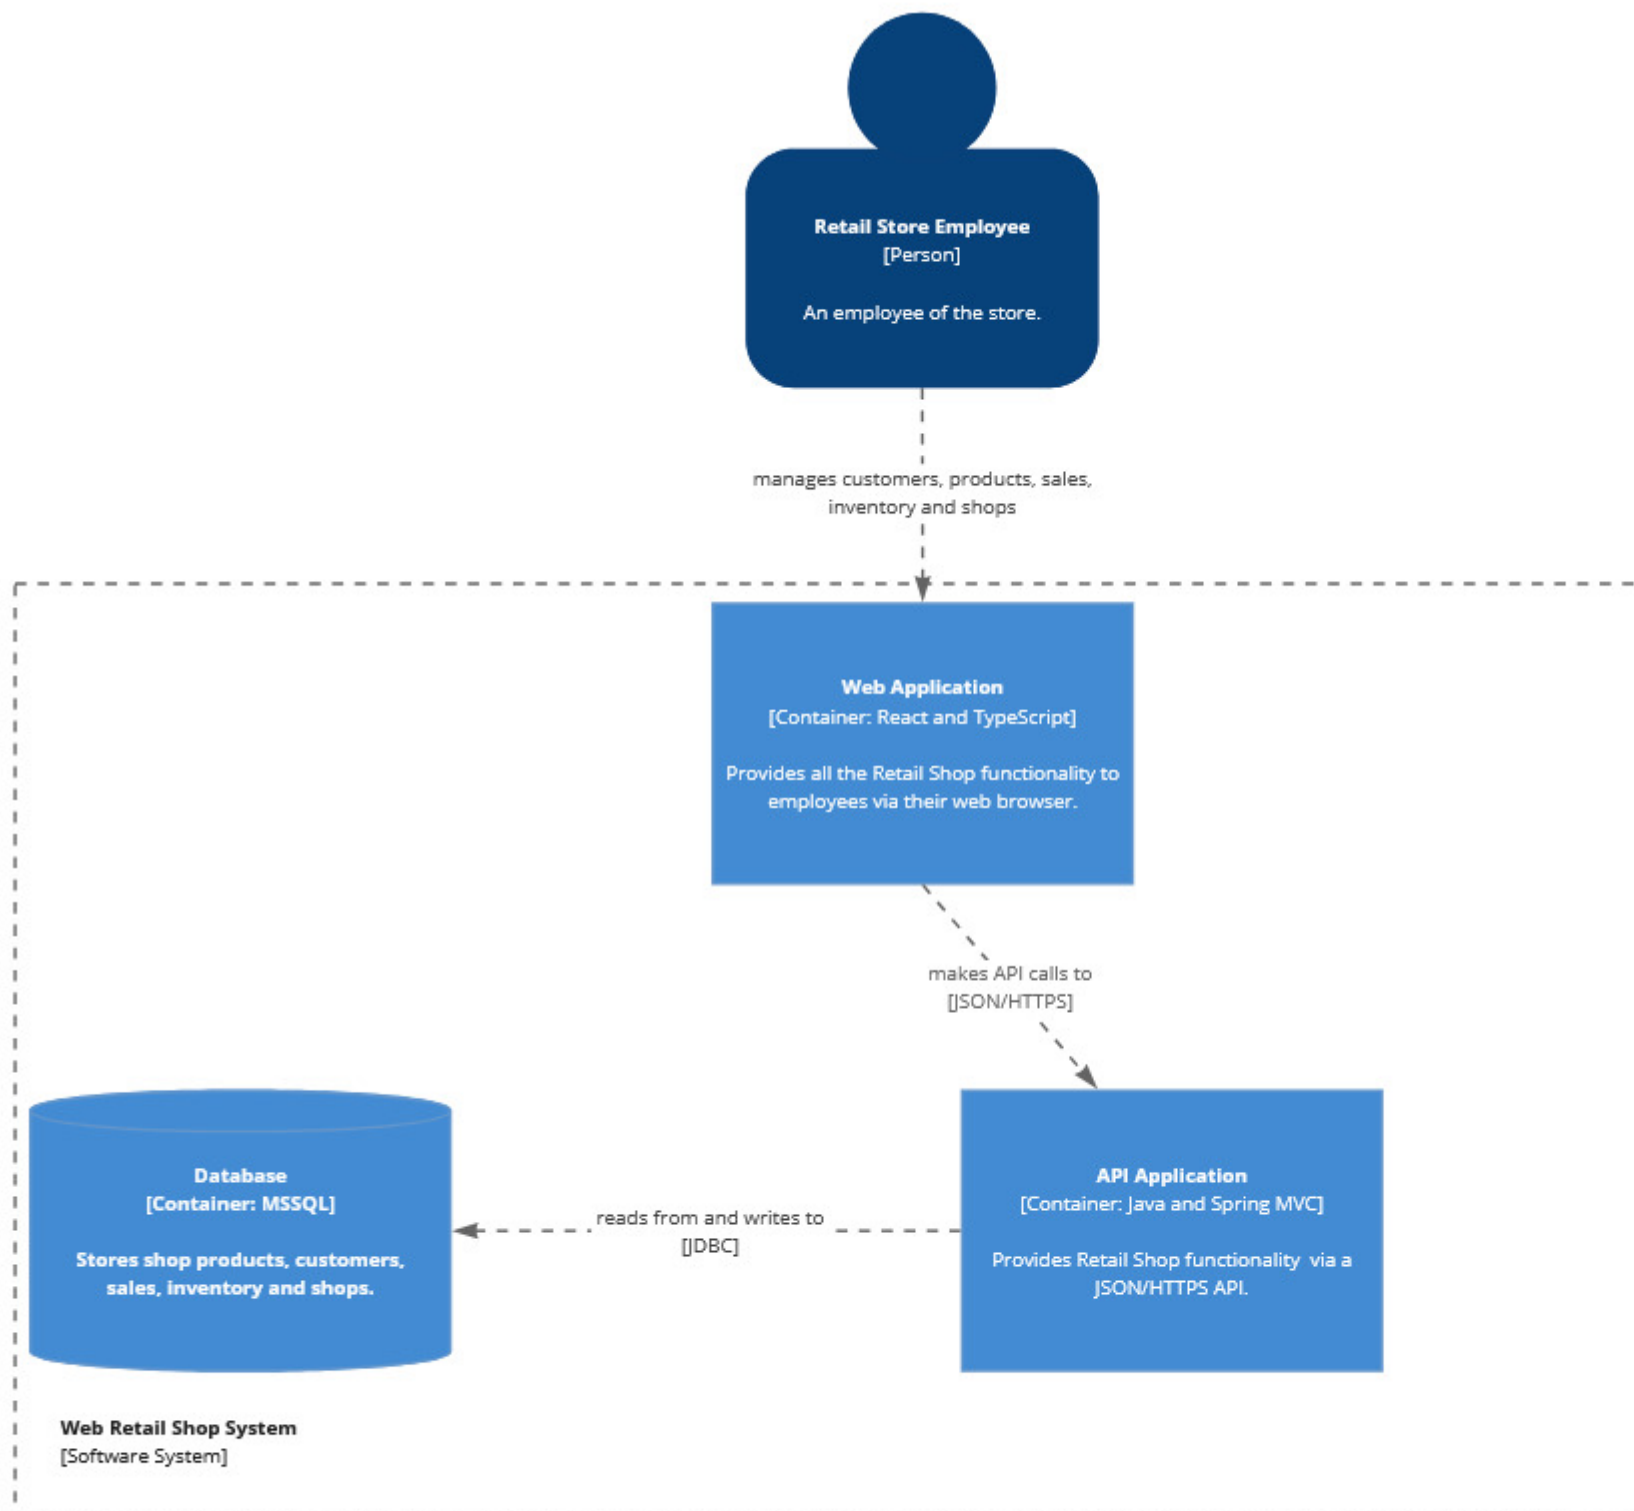 Retail Store Employee
[Person]
An employee of the store.
manages customers, products, sales,
inventory and shops
Web Application
[Container: React and TypeScript]
Provides all the Retail Shop functionality to
employees via their web browser.
makes API calls to
[JSON/HTTPS]
Database
[Container: MSSQL]
Stores shop products, customers,
sales, inventory and shops.
reads from and writes to
[JDBC]
API Application
[Container: Java and Spring MVC]
Provides Retail Shop functionality via a
JSON/HTTPS API.
Web Retail Shop System
[Software System]